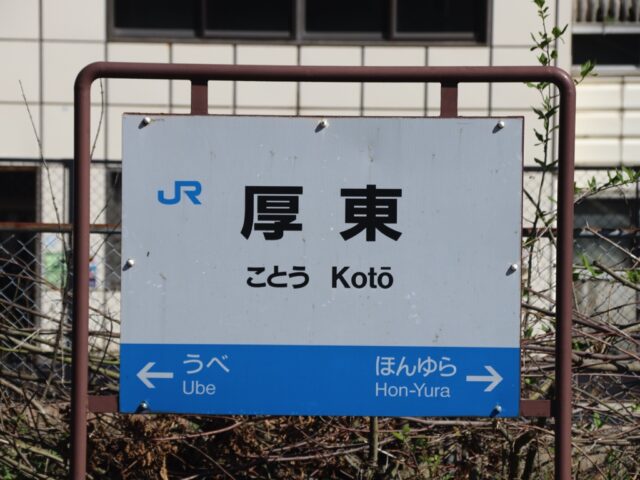 JR
厚東
ことう Kotō
← うべ ほんゆら →
Ube Hon-Yura